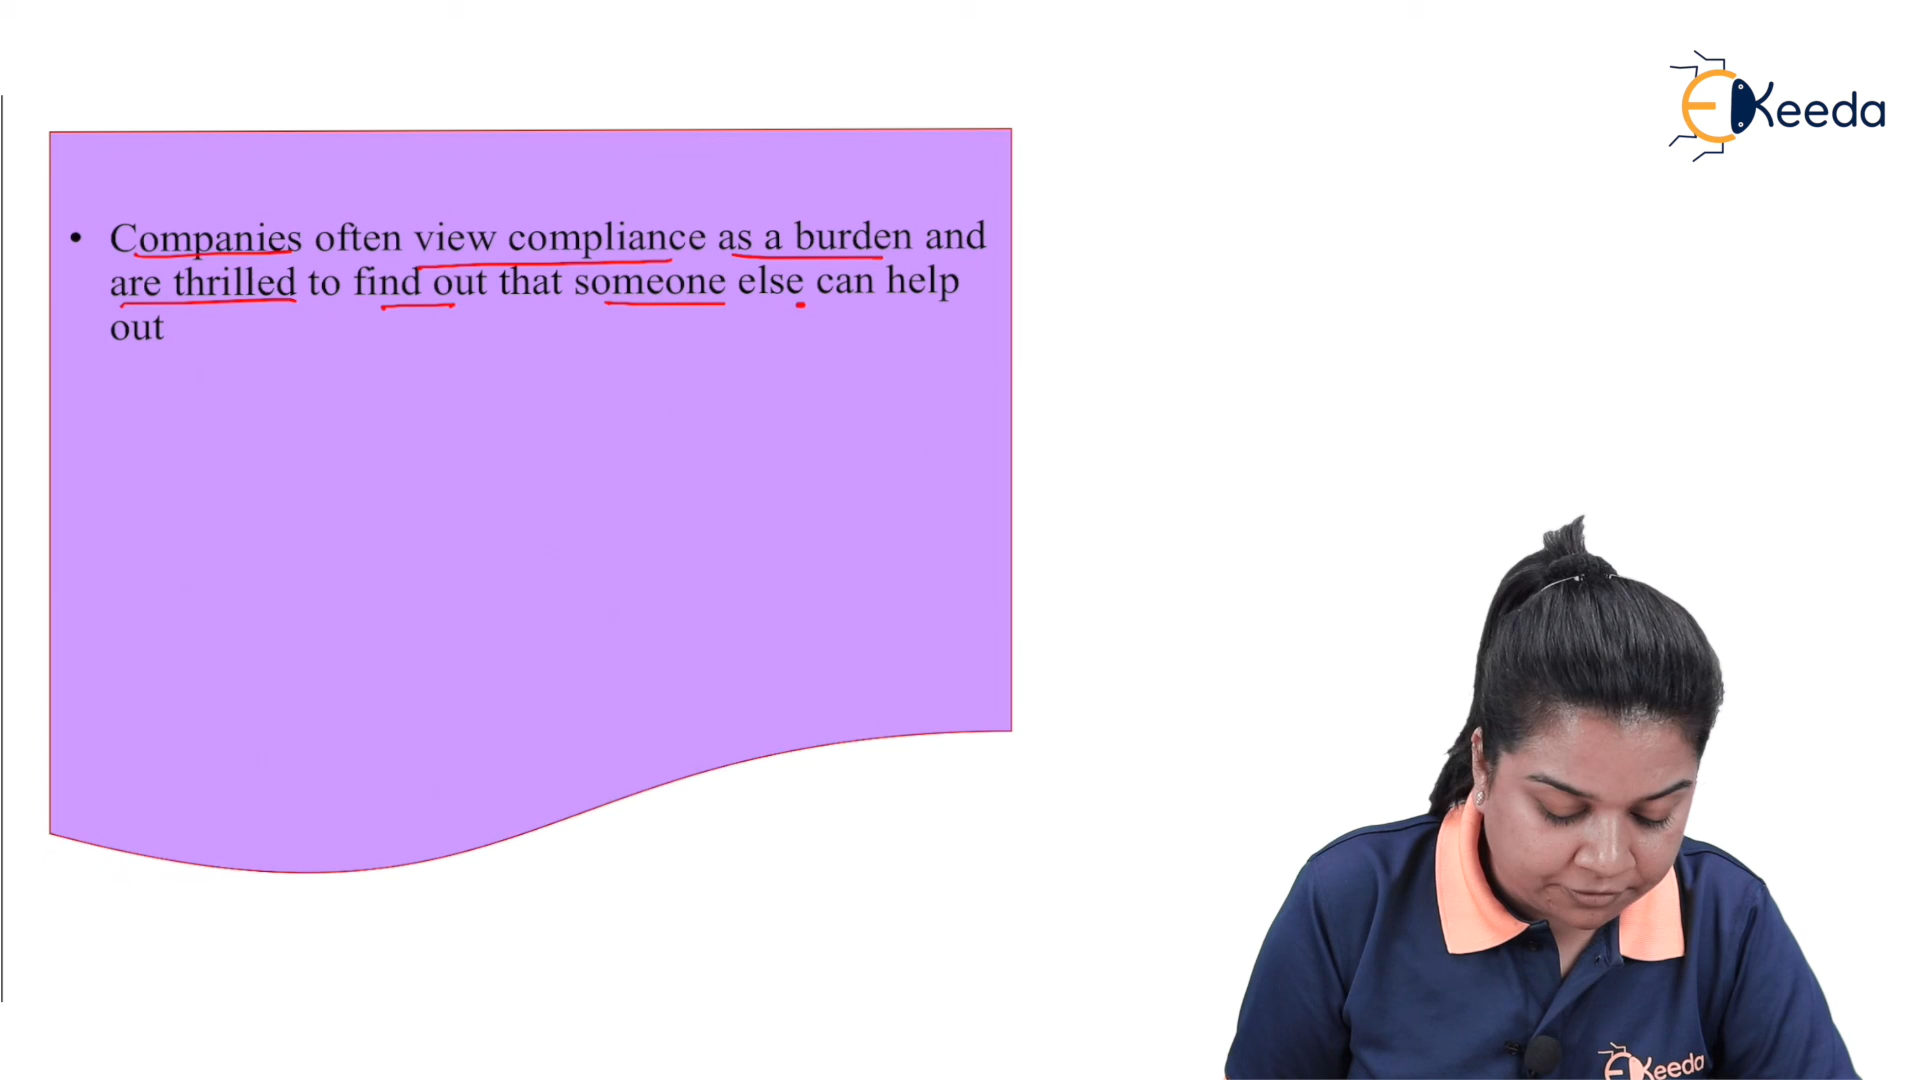 EKeeda
• Companies often view compliance as a burden and
are thrilled to find out that someone else can help
out
EKeeda